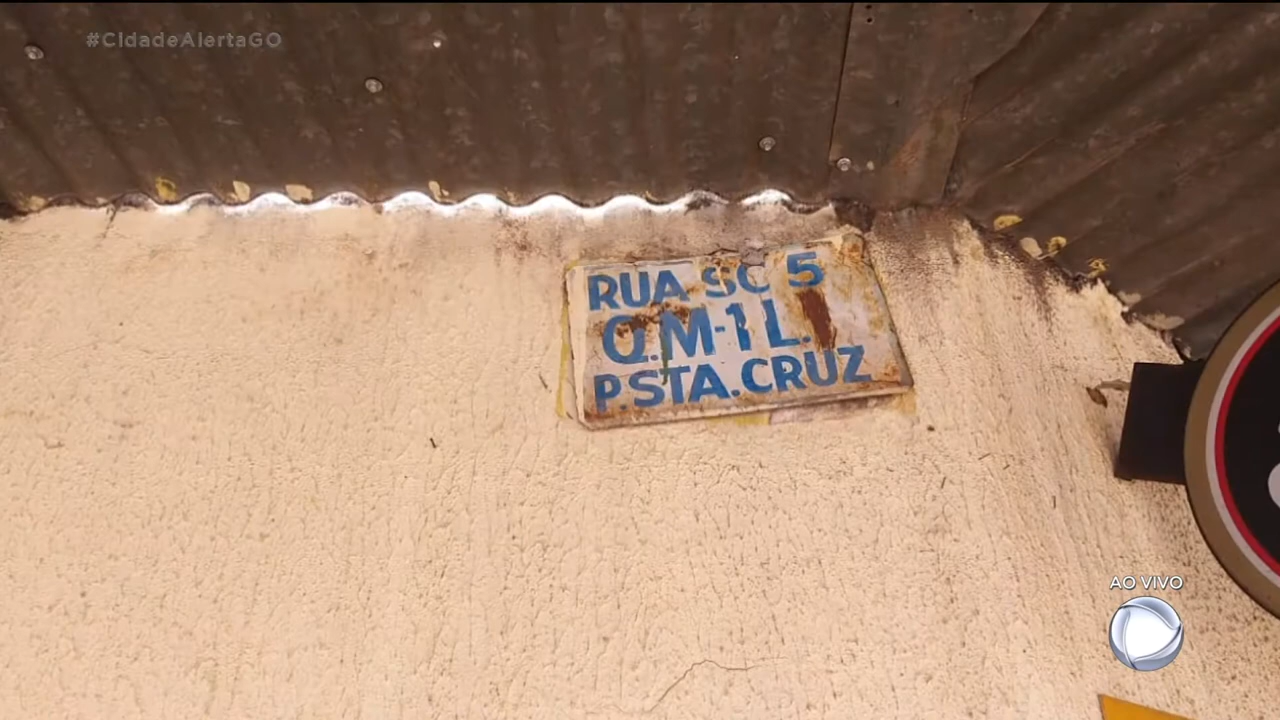 #CidadeAlertaGO
RUA SC 5
Q.M-1 L.
P.STA.CRUZ
AO VIVO